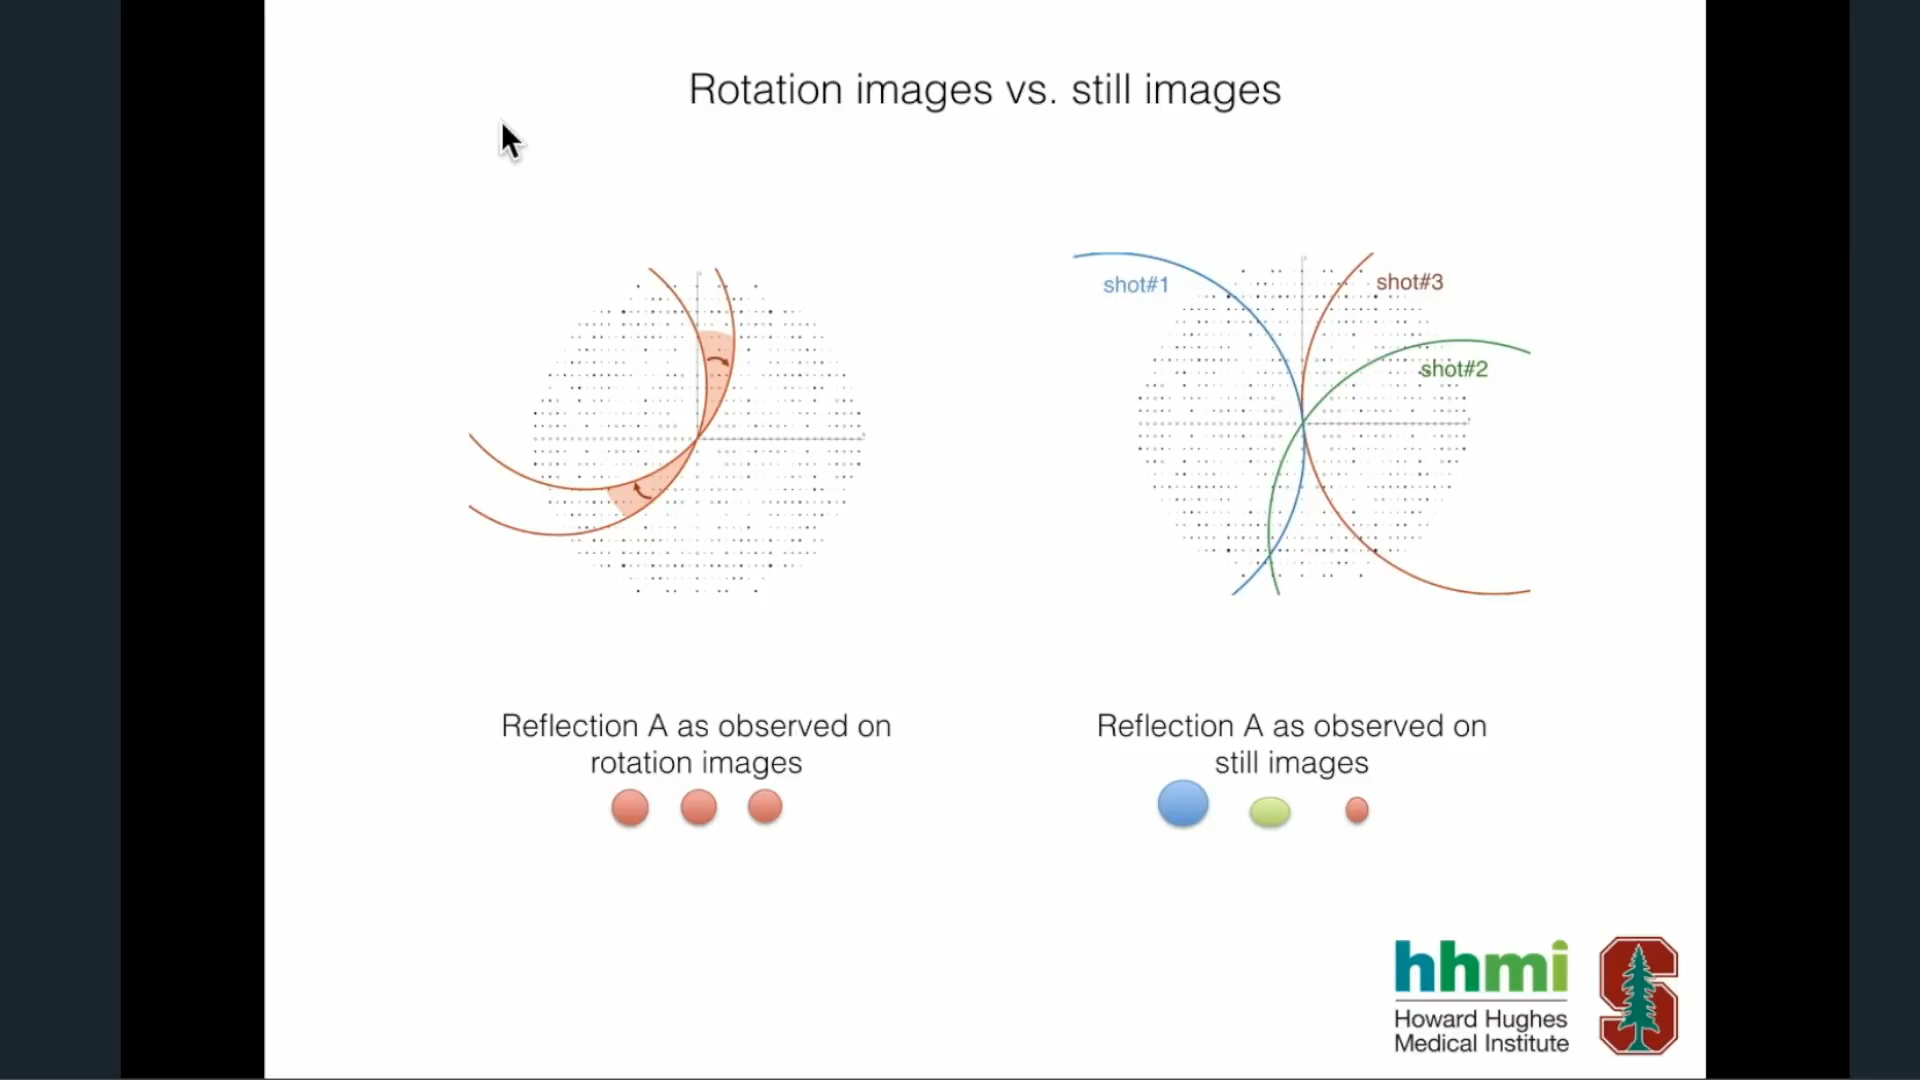 Rotation images vs. still images
shot#1
shot#3
shot#2
Reflection A as observed on
rotation images
Reflection A as observed on
still images
hhmi
Howard Hughes
Medical Institute
S